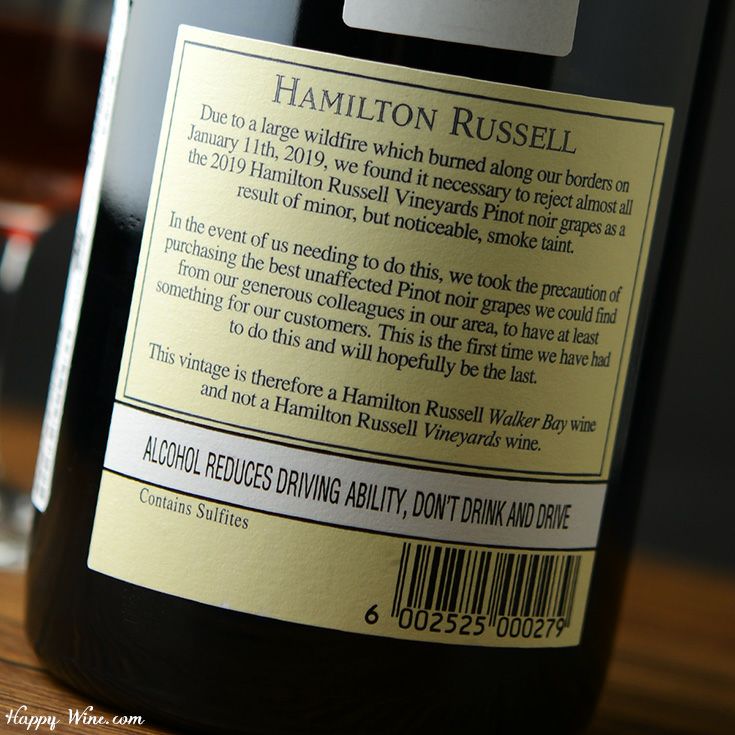 HAMILTON RUSSELL
Due to a large wildfire which burned along our borders on
January 11th, 2019, we found it necessary to reject almost all
the 2019 Hamilton Russell Vineyards Pinot noir grapes as a
result of minor, but noticeable, smoke taint.
In the event of us needing to do this, we took the precaution of
purchasing the best unaffected Pinot noir grapes we could find
from our generous colleagues in our area, to have at least
something for our customers. This is the first time we have had
to do this and will hopefully be the last.
This vintage is therefore a Hamilton Russell Walker Bay wine
and not a Hamilton Russell Vineyards wine.
ALCOHOL REDUCES DRIVING ABILITY, DON'T DRINK AND DRIVE
Contains Sulfites
6 002525 000279
Happy Wine.com